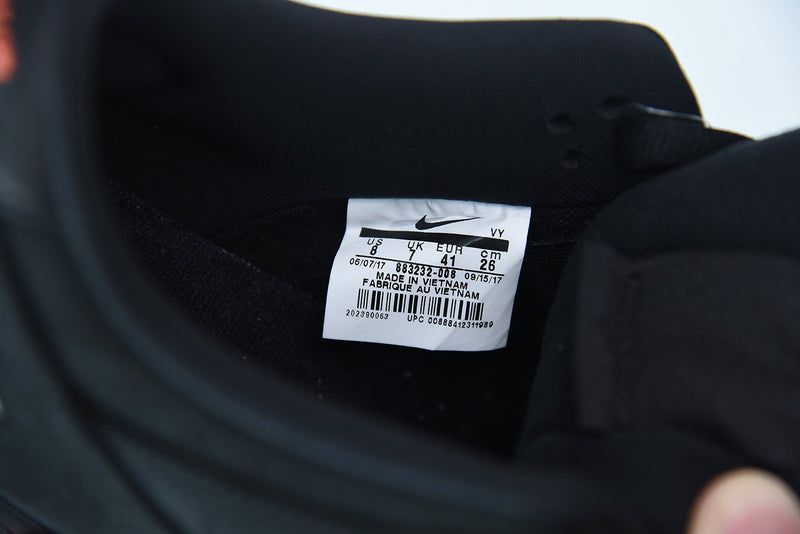 VY
US UK EUR cm
8 7 41 26
06/07/17 883232-008 09/15/17
MADE IN VIETNAM
FABRIQUE AU VIETNAM
202390063 UPC 00888412311989